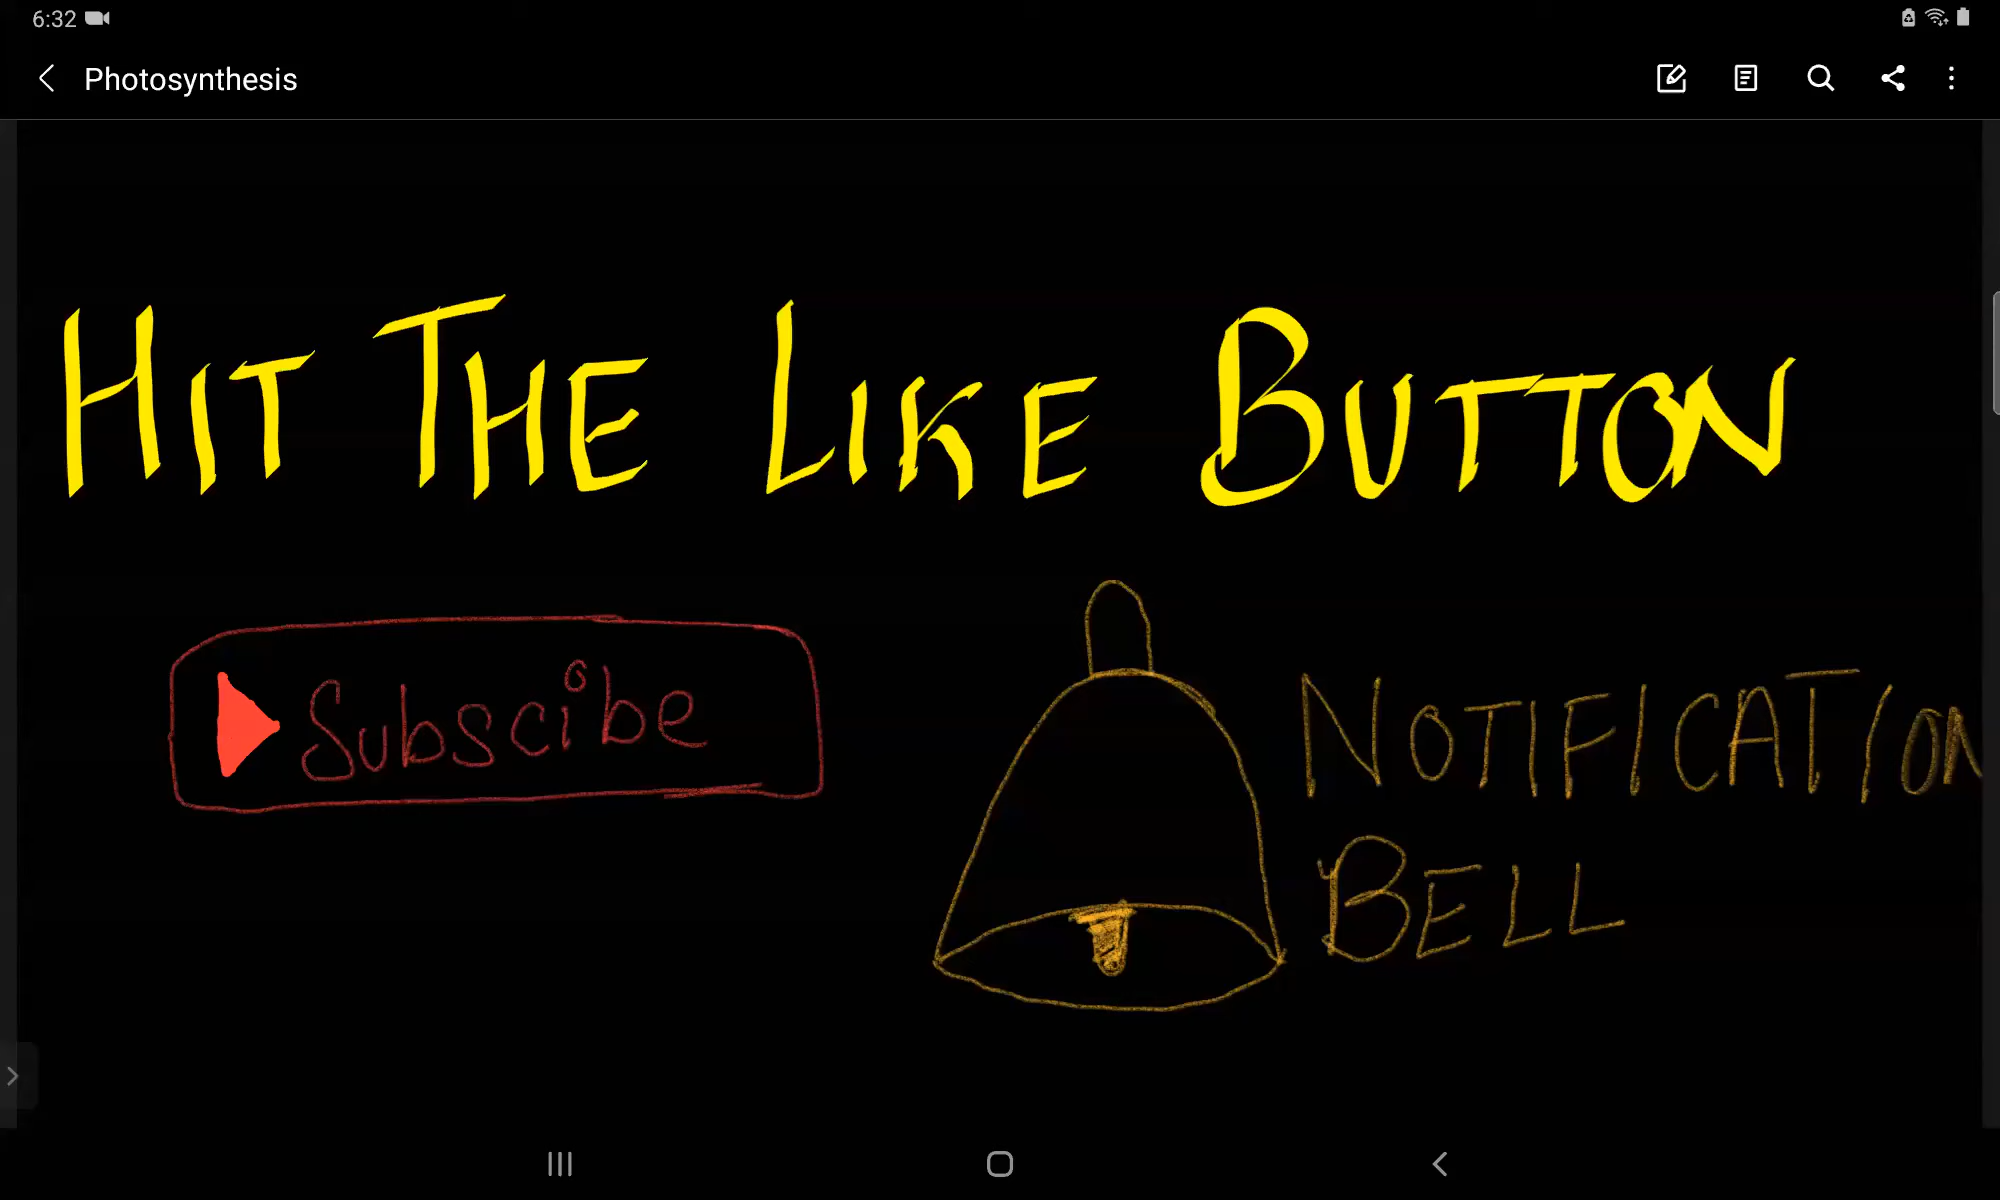 6:32
Photosynthesis
HIT THE LIKE BUTTON
Subscibe
NOTIFICATION
BELL